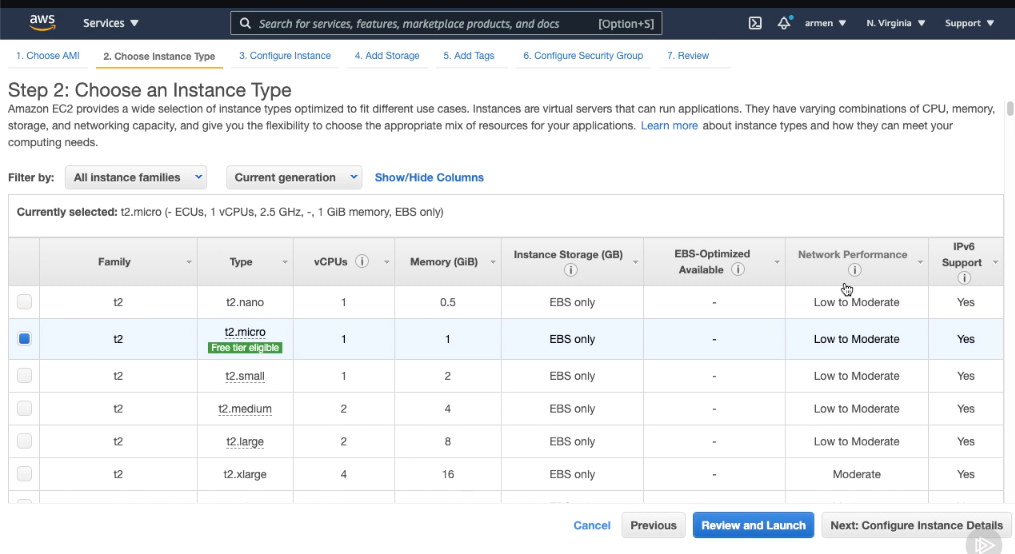 aws
Services
Search for services, features, marketplace products, and docs [Option+S]
armen
N. Virginia
Support
1. Choose AMI
2. Choose Instance Type
3. Configure Instance
4. Add Storage
5. Add Tags
6. Configure Security Group
7. Review
Step 2: Choose an Instance Type
Amazon EC2 provides a wide selection of instance types optimized to fit different use cases. Instances are virtual servers that can run applications. They have varying combinations of CPU, memory,
storage, and networking capacity, and give you the flexibility to choose the appropriate mix of resources for your applications. Learn more about instance types and how they can meet your
computing needs.
Filter by: All instance families Current generation Show/Hide Columns
Currently selected: t2.micro (- ECUs, 1 vCPUs, 2.5 GHz, -, 1 GiB memory, EBS only)
Family
Type
vCPUs
Memory (GiB)
Instance Storage (GB)
EBS-Optimized
Available
Network Performance
IPv6
Support
t2 t2.nano 1 0.5 EBS only - Low to Moderate Yes
t2 t2.micro 1 1 EBS only - Low to Moderate Yes
Free tier eligible
t2 t2.small 1 2 EBS only - Low to Moderate Yes
t2 t2.medium 2 4 EBS only - Low to Moderate Yes
t2 t2.large 2 8 EBS only - Low to Moderate Yes
t2 t2.xlarge 4 16 EBS only - Moderate Yes
Cancel Previous Review and Launch Next: Configure Instance Details